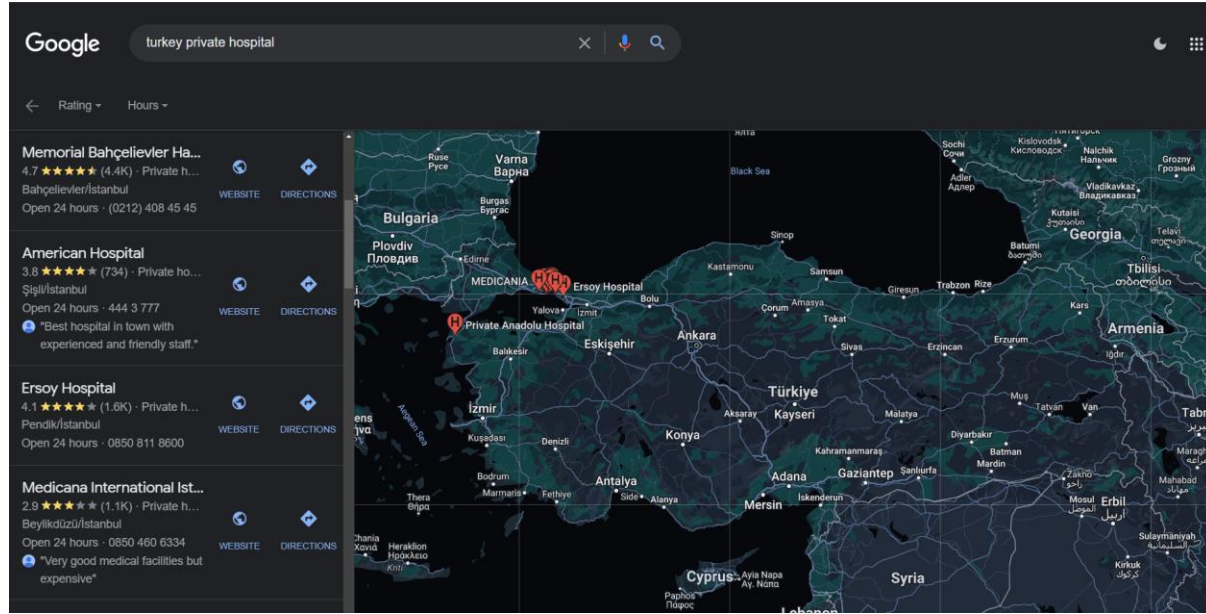 Google
turkey private hospital
Rating
Hours
Memorial Bahçelievler Ha...
4.7 (4.4K) · Private h...
Bahçelievler/İstanbul
Open 24 hours · (0212) 408 45 45
WEBSITE
DIRECTIONS
American Hospital
3.8 (734) · Private ho...
Şişli/İstanbul
Open 24 hours · 444 3 777
"Best hospital in town with
experienced and friendly staff."
WEBSITE
DIRECTIONS
Ersoy Hospital
4.1 (1.6K) · Private h...
Pendik/İstanbul
Open 24 hours · 0850 811 8600
WEBSITE
DIRECTIONS
Medicana International Ist...
2.9 (1.1K) · Private h...
Beylikdüzü/İstanbul
Open 24 hours · 0850 460 6334
"Very good medical facilities but
expensive"
WEBSITE
DIRECTIONS
Ruse
Русе
Varna
Варна
Ялта
Black Sea
Sochi
Сочи
Adler
Адлер
Kislovodsk
Кисловодск
Nalchik
Нальчик
Grozny
Грозный
Vladikavkaz
Владикавказ
Burgas
Бургас
Bulgaria
Plovdiv
Пловдив
Edirne
Kutaisi
ქუთაისი
Georgia
Telavi
თელავი
Batumi
ბათუმი
Tbilisi
თბილისი
Sinop
Kastamonu
Samsun
MEDICANA
Ersoy Hospital
Giresun
Trabzon
Rize
Bolu
Yalova
İzmit
Çorum
Amasya
Tokat
Kars
Private Anadolu Hospital
Eskişehir
Ankara
Sivas
Erzincan
Erzurum
Armenia
Iğdır
Balıkesir
Türkiye
Kayseri
Muş
Tatvan
Van
İzmir
Aegean Sea
Aksaray
Malatya
Kuşadası
Denizli
Konya
Diyarbakır
Batman
Mardin
Kahramanmaraş
Gaziantep
Şanlıurfa
Bodrum
Marmaris
Fethiye
Antalya
Side
Alanya
Adana
Mersin
İskenderun
Zakho
زاخو
Mahabad
مهاباد
Thera
Θήρα
Mosul
الموصل
Erbil
أربيل
Chania
Χανιά
Heraklion
Ηράκλειο
Kriti
Sulaymaniyah
السليمانية
Kirkuk
كركوك
Cyprus
Ayia Napa
Αγ. Νάπα
Paphos
Πάφος
Syria
Lebanon